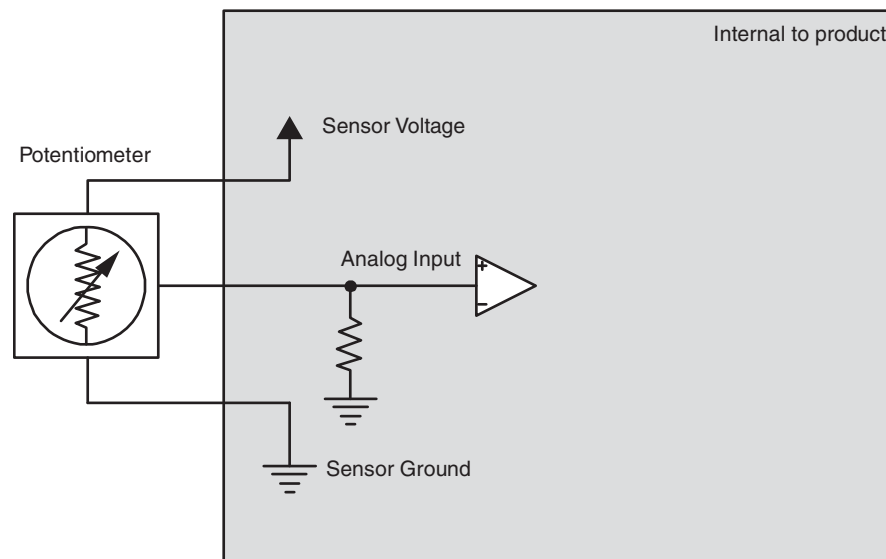 Internal to product
Sensor Voltage
Potentiometer
Analog Input
+
–
Sensor Ground